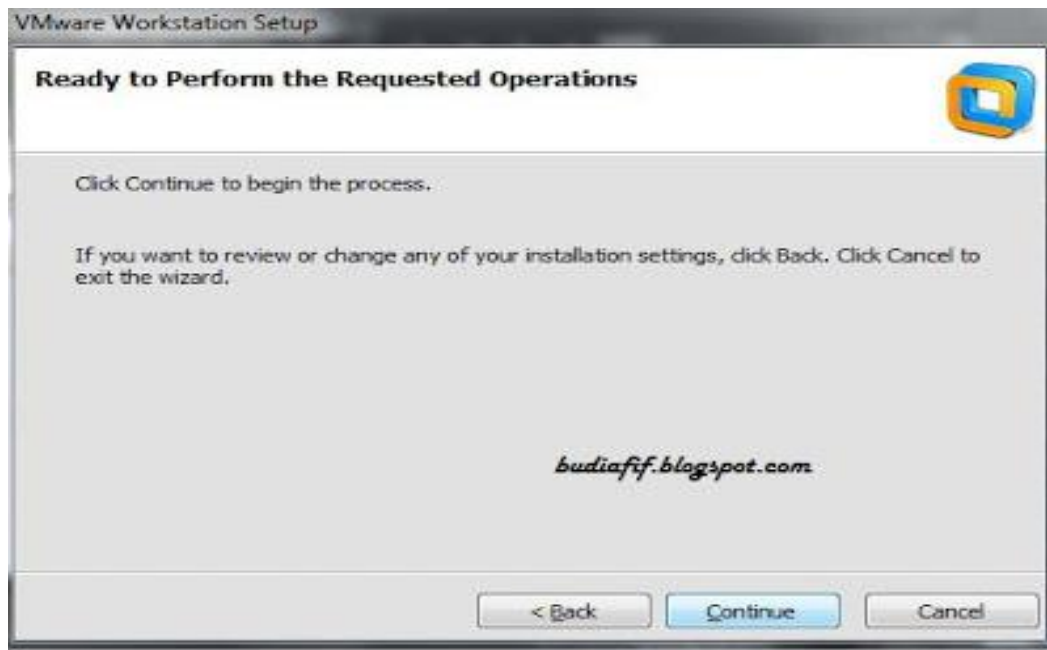 VMware Workstation Setup
Ready to Perform the Requested Operations
Click Continue to begin the process.
If you want to review or change any of your installation settings, click Back. Click Cancel to
exit the wizard.
budiafif.blogspot.com
< Back
Continue
Cancel